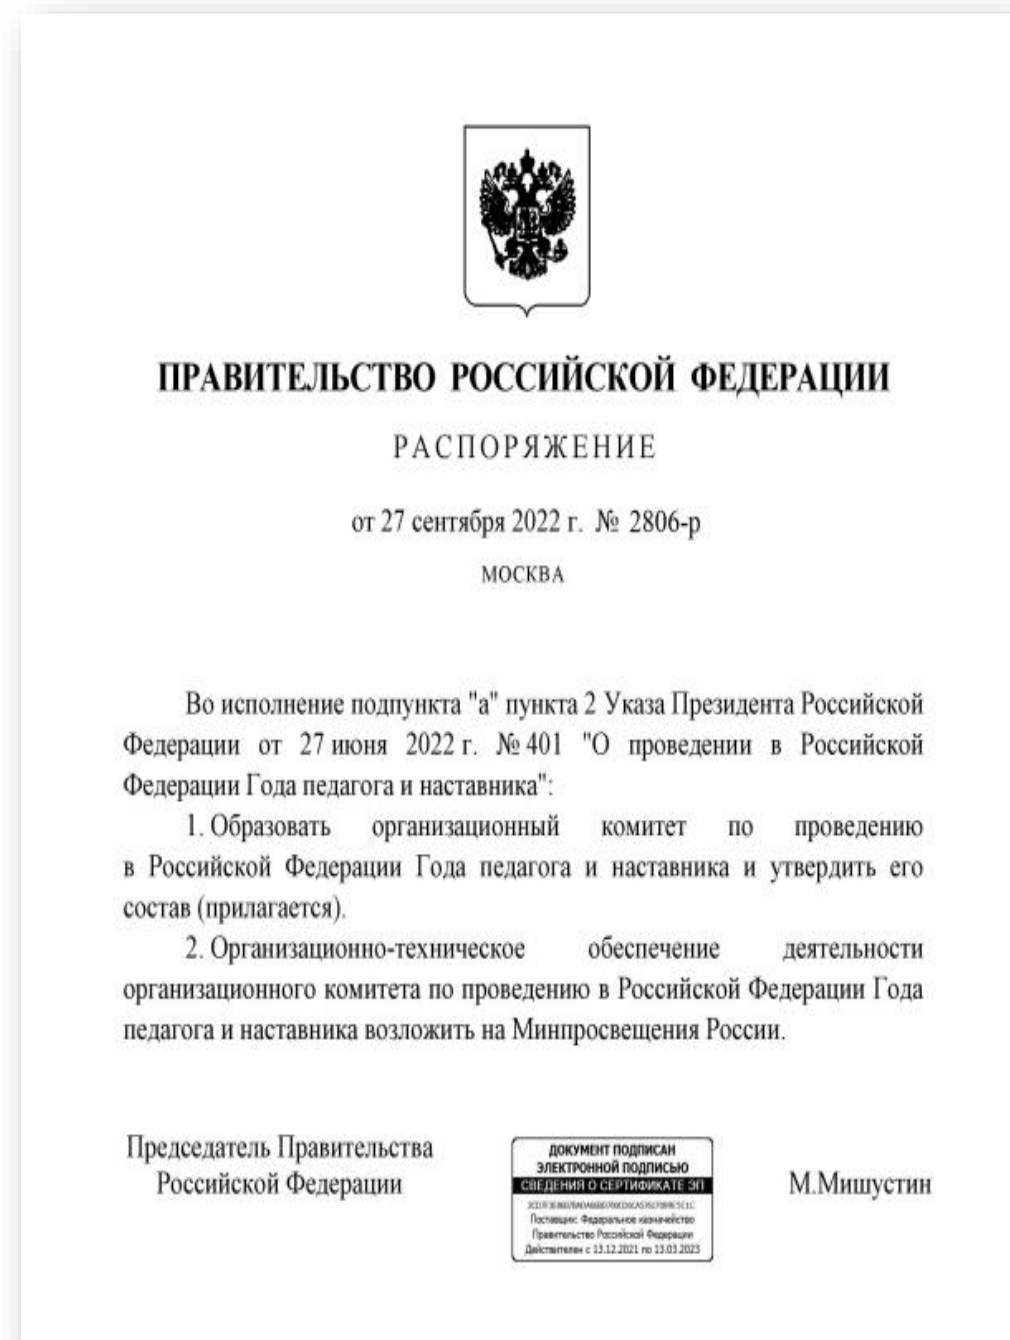 ПРАВИТЕЛЬСТВО РОССИЙСКОЙ ФЕДЕРАЦИИ
РАСПОРЯЖЕНИЕ
от 27 сентября 2022 г. № 2806-р
МОСКВА
Во исполнение подпункта "а" пункта 2 Указа Президента Российской
Федерации от 27 июня 2022 г. № 401 "О проведении в Российской
Федерации Года педагога и наставника":
1. Образовать организационный комитет по проведению
в Российской Федерации Года педагога и наставника и утвердить его
состав (прилагается).
2. Организационно-техническое обеспечение деятельности
организационного комитета по проведению в Российской Федерации Года
педагога и наставника возложить на Минпросвещения России.
Председатель Правительства
Российской Федерации
ДОКУМЕНТ ПОДПИСАН
ЭЛЕКТРОННОЙ ПОДПИСЬЮ
СВЕДЕНИЯ О СЕРТИФИКАТЕ ЭП
Поставщик: Федеральное казначейство
Правительство Российской Федерации
Действителен с 13.12.2021 по 13.03.2023
М.Мишустин